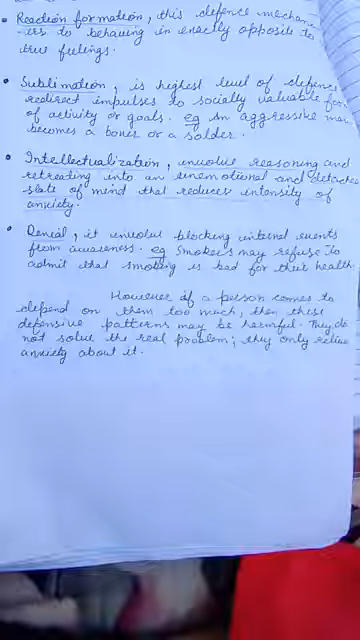 • Reaction formation, this defence mechan
ers to behaving in exactly opposite to
true feelings.
• Sublimation, is highest level of defence
redirect impulses to socially valuable for
of activity or goals. eg an aggressive man
becomes a boxer or a solder.
• Intellectualization, involve reasoning and
retreating into an unemotional and detached
state of mind that reduces intensity of
anxiety.
• Denial, it involve blocking internal events
from awareness. eg smokers may refuse to
admit that smoking is bad for their health
However if a person comes to
depend on them too much, then these
defensive patterns may be harmful. They do
not solve the real problem; they only relieve
anxiety about it.